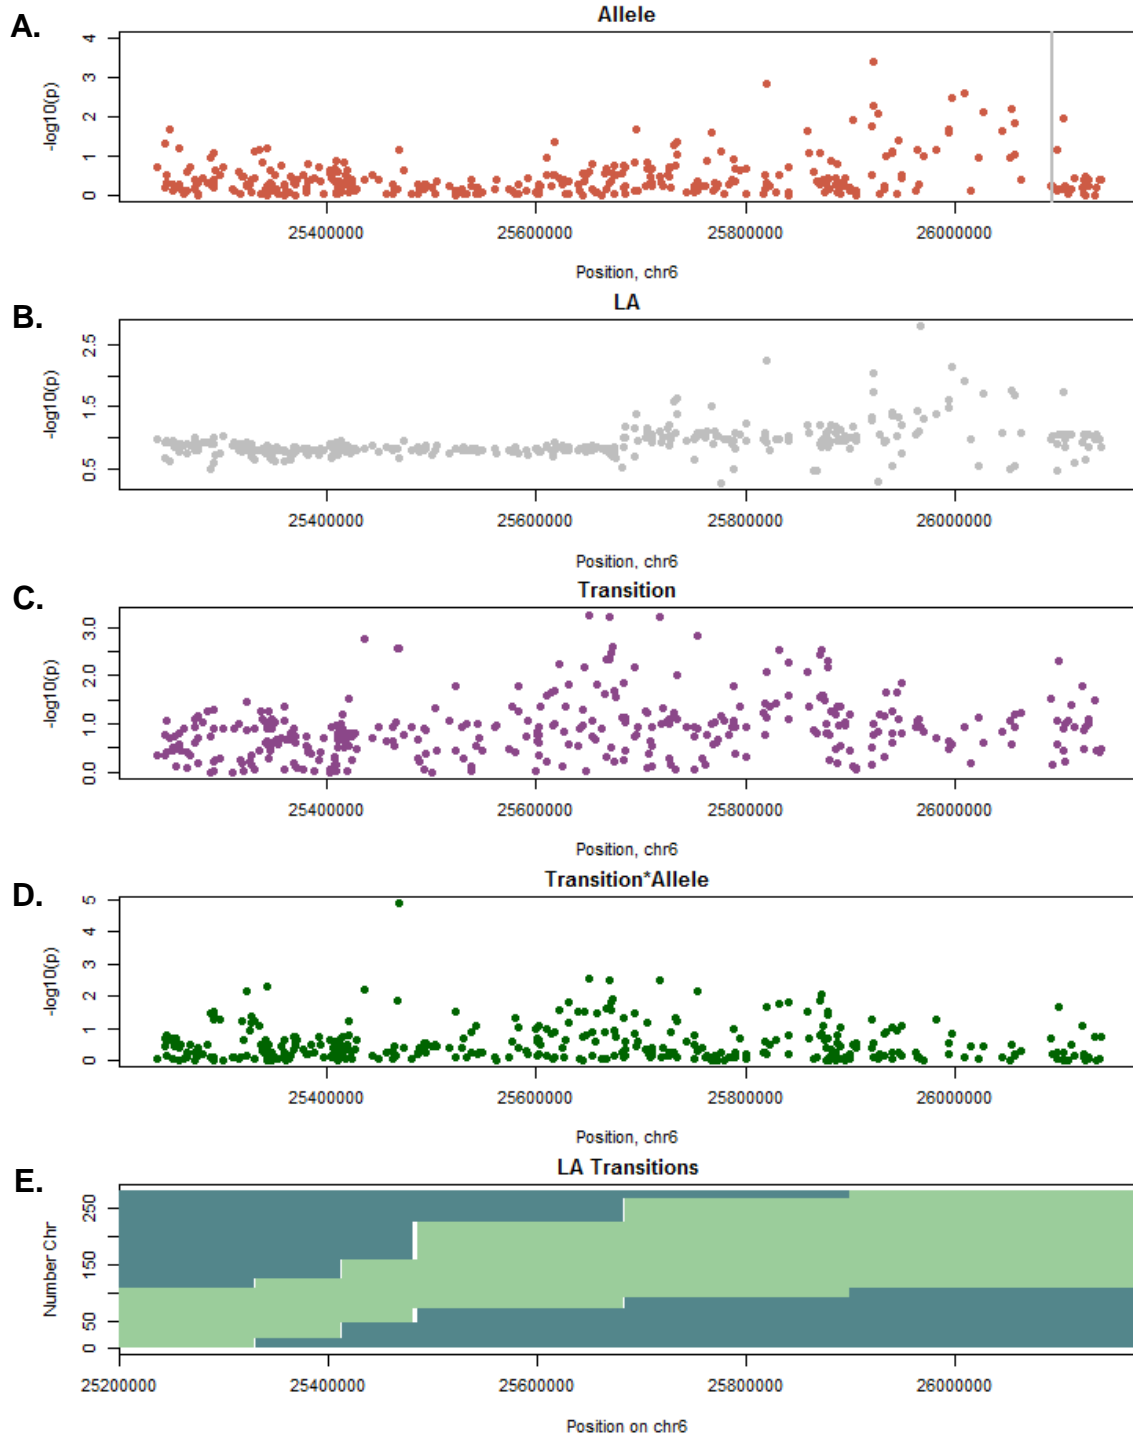 A.
Allele
-log10(p)
4
3
2
1
0
25400000 25600000 25800000 26000000
Position, chr6
B.
LA
-log10(p)
2.5
1.5
0.5
25400000 25600000 25800000 26000000
Position, chr6
C.
Transition
-log10(p)
3.0
2.0
1.0
0.0
25400000 25600000 25800000 26000000
Position, chr6
D.
Transition*Allele
-log10(p)
5
4
3
2
1
0
25400000 25600000 25800000 26000000
Position, chr6
E.
LA Transitions
Number Chr
250
150
50
0
25200000 25400000 25600000 25800000 26000000
Position on chr6